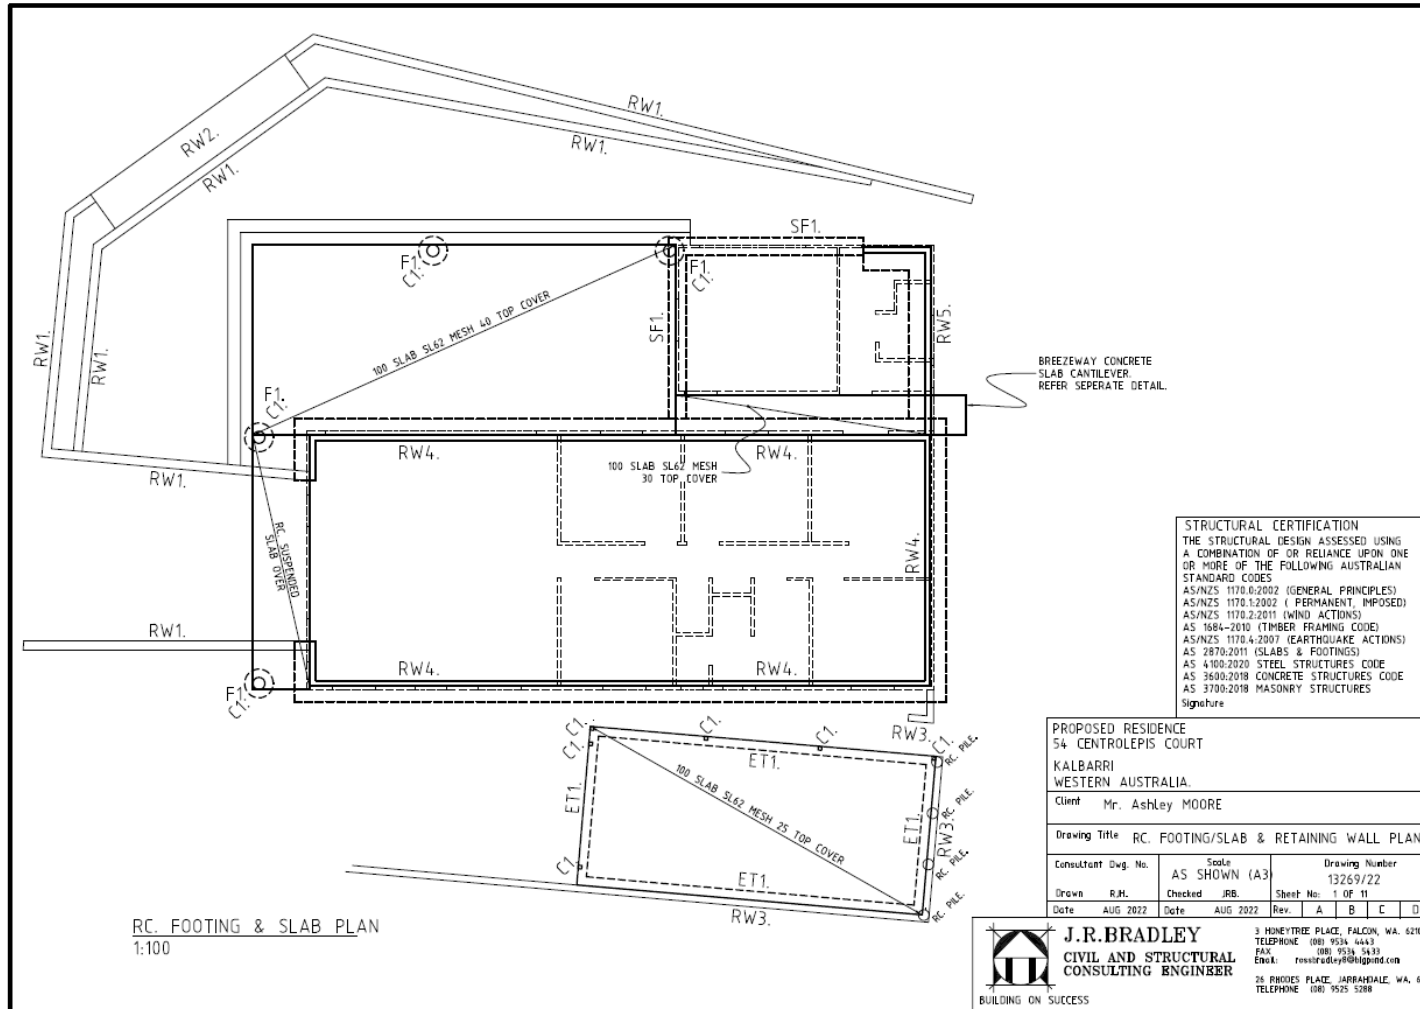 RW1.
RW1.
RW2.
RW1.
SF1.
F1.
C1.
F1.
C1.
100 SLAB SL62 MESH 40 TOP COVER
SF1.
RW5.
RW1.
RW1.
BREEZEWAY CONCRETE
SLAB CANTILEVER.
REFER SEPERATE DETAIL.
F1.
C1.
RW4.
RW4.
100 SLAB SL62 MESH
30 TOP COVER
RW1.
RC. SUSPENDED
SLAB OVER
RW4.
RW1.
RW4.
RW4.
F1.
C1.
STRUCTURAL CERTIFICATION
THE STRUCTURAL DESIGN ASSESSED USING
A COMBINATION OF OR RELIANCE UPON ONE
OR MORE OF THE FOLLOWING AUSTRALIAN
STANDARD CODES
AS/NZS 1170.0:2002 (GENERAL PRINCIPLES)
AS/NZS 1170.1:2002 ( PERMANENT, IMPOSED)
AS/NZS 1170.2:2011 (WIND ACTIONS)
AS 1684-2010 (TIMBER FRAMING CODE)
AS/NZS 1170.4:2007 (EARTHQUAKE ACTIONS)
AS 2870:2011 (SLABS & FOOTINGS)
AS 4100:2020 STEEL STRUCTURES CODE
AS 3600:2018 CONCRETE STRUCTURES CODE
AS 3700:2018 MASONRY STRUCTURES
Signature
RW3.
C1.
C1.
C1.
C1.
C1.
RC. PILE.
ET1.
100 SLAB SL62 MESH 25 TOP COVER
ET1.
ET1.
RW3.
RC. PILE.
RC. PILE.
C1.
ET1.
RW3.
RC. PILE.
RC. FOOTING & SLAB PLAN
1:100
PROPOSED RESIDENCE
54 CENTROLEPIS COURT
KALBARRI
WESTERN AUSTRALIA.
Client Mr. Ashley MOORE
Drawing Title RC. FOOTING/SLAB & RETAINING WALL PLAN
Consultant Dwg. No. Scale Drawing Number
AS SHOWN (A3) 13269/22
Drawn R.H. Checked JRB. Sheet No: 1 OF 11
Date AUG 2022 Date AUG 2022 Rev. A B C D
J.R.BRADLEY
CIVIL AND STRUCTURAL
CONSULTING ENGINEER
BUILDING ON SUCCESS
3 HONEYTREE PLACE, FALCON, WA. 6210
TELEPHONE (08) 9534 4443
FAX (08) 9534 5433
Email: rossbradley8@bigpond.com
26 RHODES PLACE, JARRAHDALE, WA. 6
TELEPHONE (08) 9525 5288